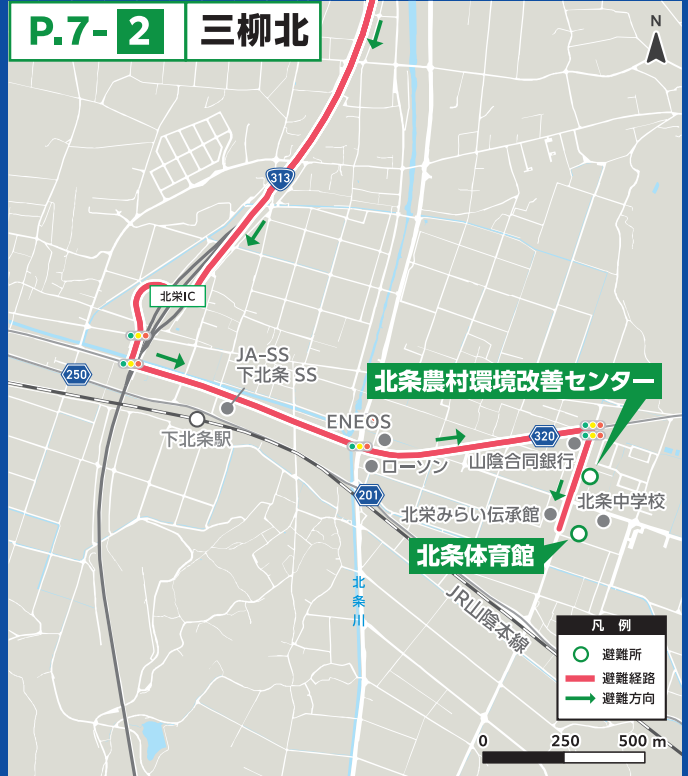 P.7-2 三柳北
N
313
北栄IC
250
JA-SS
下北条 SS
下北条駅
ENEOS
ローソン
201
北条農村環境改善センター
320
山陰合同銀行
北条中学校
北栄みらい伝承館
北条体育館
北条川
JR山陰本線
凡 例
避難所
避難経路
避難方向
0 250 500 m